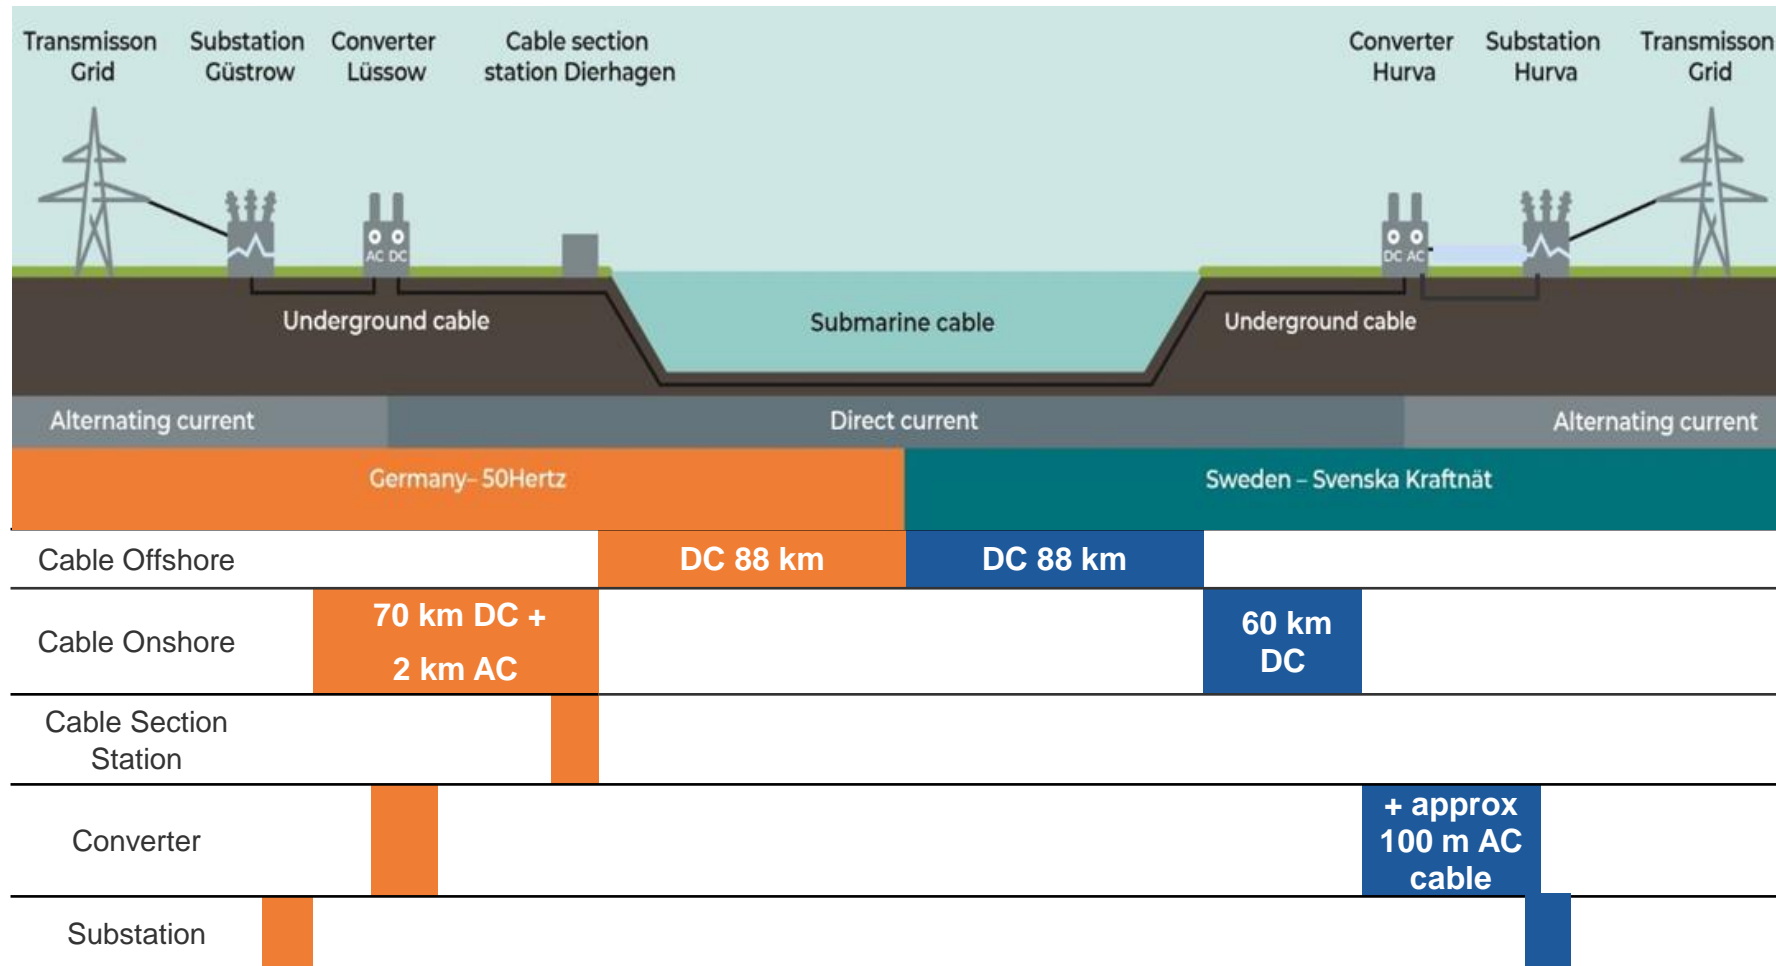 Transmisson
Grid
Substation
Güstrow
Converter
Lüssow
Cable section
station Dierhagen
Converter
Hurva
Substation
Hurva
Transmisson
Grid
AC DC
DC AC
Underground cable
Submarine cable
Underground cable
Alternating current
Direct current
Alternating current
Germany– 50Hertz
Sweden – Svenska Kraftnät
Cable Offshore
DC 88 km
DC 88 km
Cable Onshore
70 km DC +
2 km AC
60 km
DC
Cable Section
Station
Converter
+ approx
100 m AC
cable
Substation